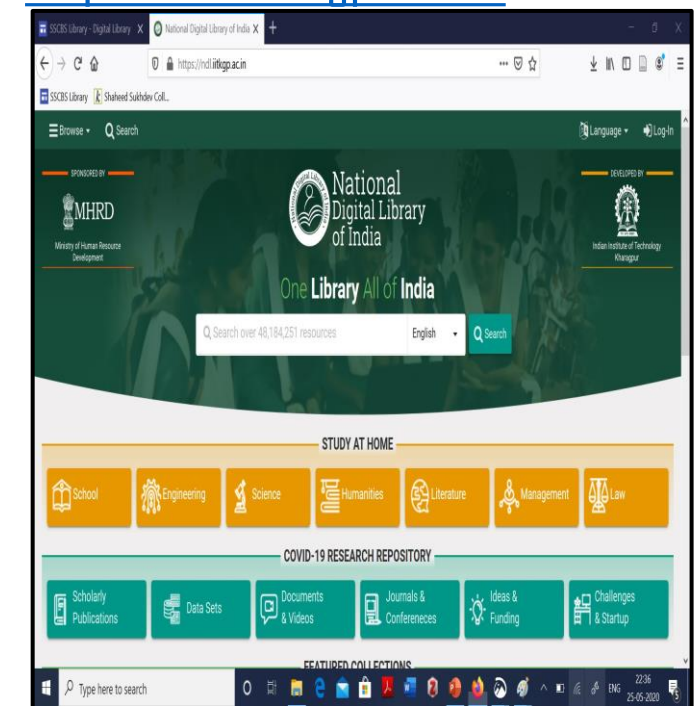 SSCBS Library - Digital Library X
National Digital Library of India X
https://ndl.iitkgp.ac.in
SSCBS Library
Shaheed Sukhdev Coll...
Browse
Search
Language
Log-In
SPONSORED BY
MHRD
Ministry of Human Resource
Development
National
Digital Library
of India
DEVELOPED BY
Indian Institute of Technology
Kharagpur
One Library All of India
Search over 48,184,251 resources
English
Search
STUDY AT HOME
School
Engineering
Science
Humanities
Literature
Management
Law
COVID-19 RESEARCH REPOSITORY
Scholarly
Publications
Data Sets
Documents
& Videos
Journals &
Confereneces
Ideas &
Funding
Challenges
& Startup
FEATURED COLLECTIONS
Type here to search
ENG
22:36
25-05-2020